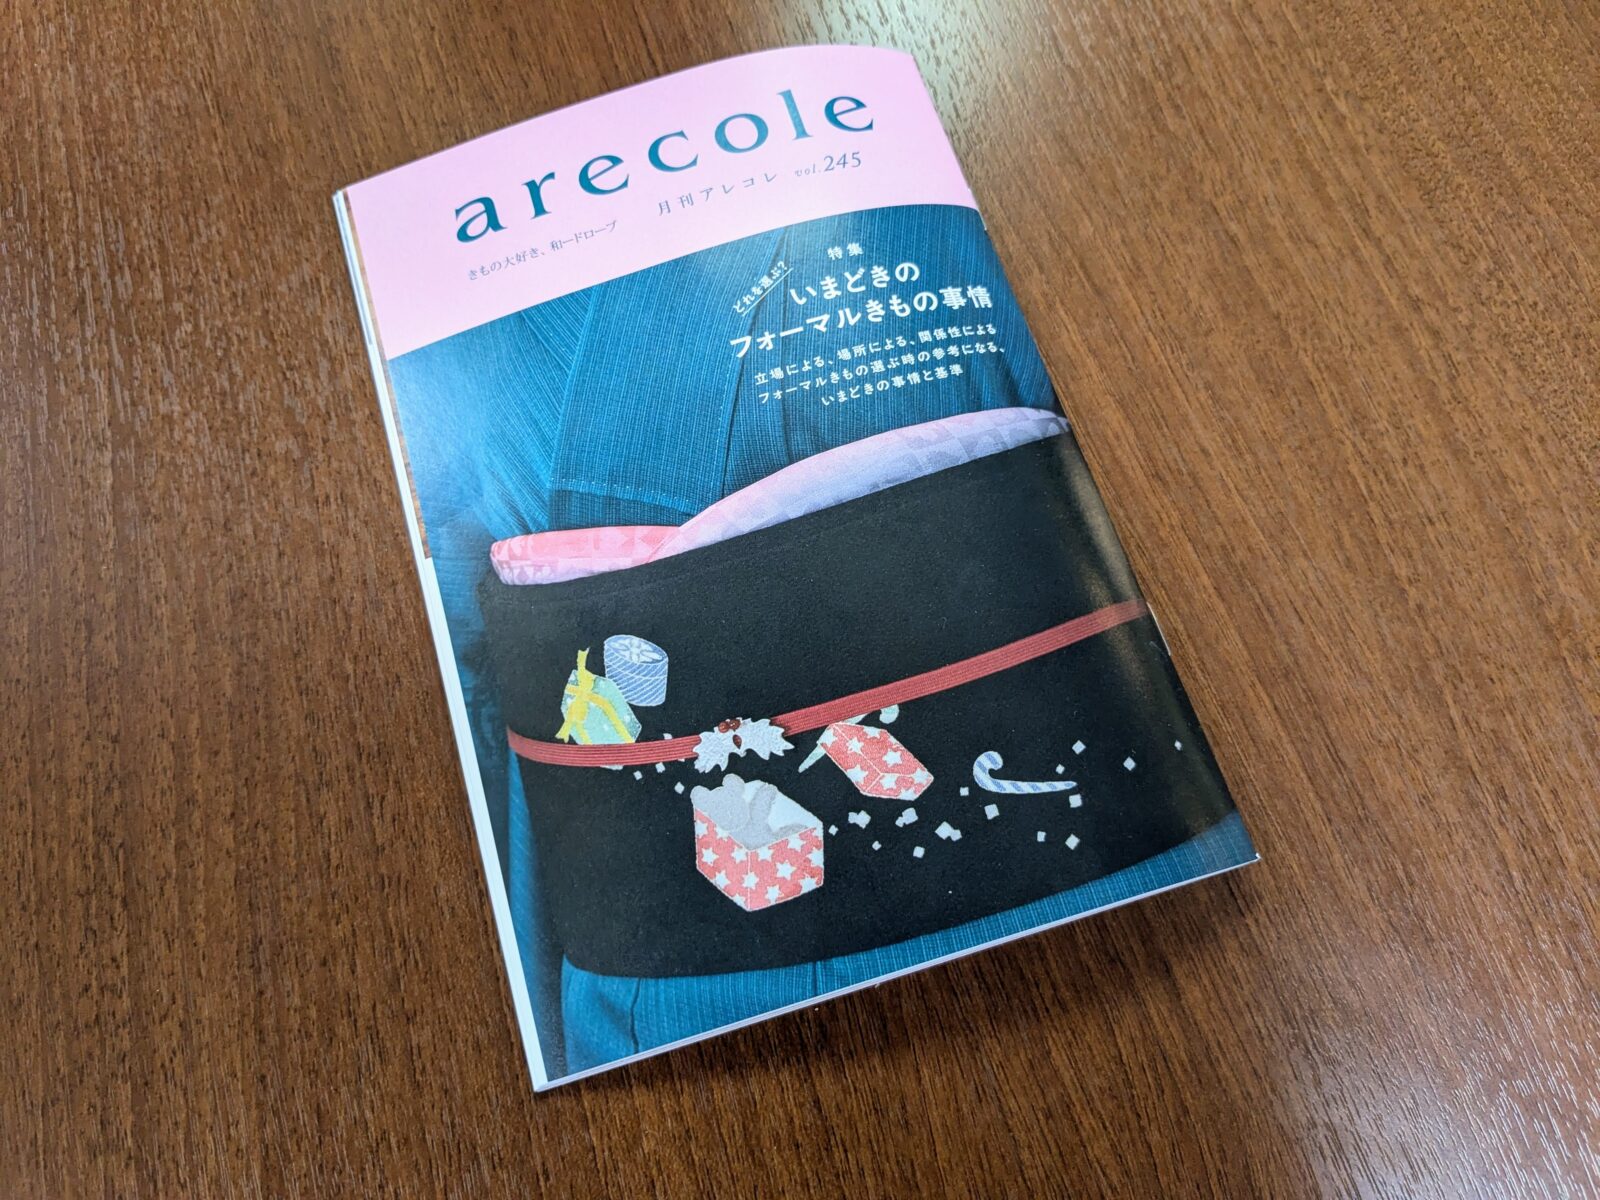 arecole
月刊アレコレ vol.245
きもの大好き、和ードローブ
特集
どれを選ぶ?
いまどきの
フォーマルきもの事情
立場による、場所による、関係性による
フォーマルきもの選ぶ時の参考になる、
いまどきの事情と基準